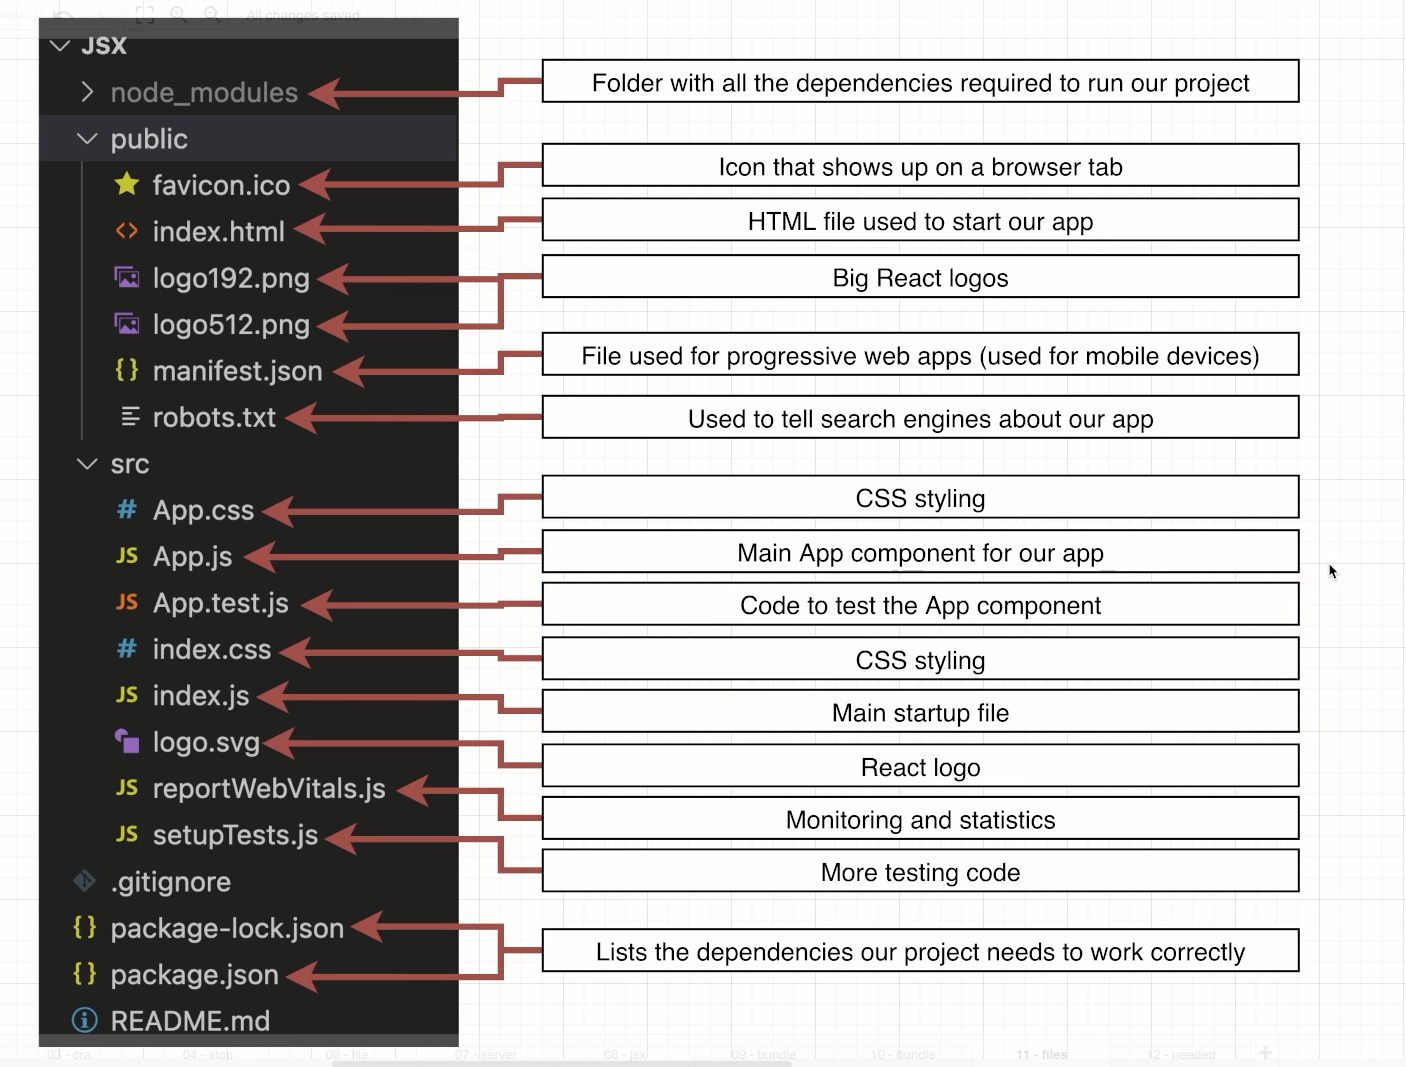 All changes saved
JSX
node_modules
Folder with all the dependencies required to run our project
public
favicon.ico
Icon that shows up on a browser tab
index.html
HTML file used to start our app
logo192.png
Big React logos
logo512.png
manifest.json
File used for progressive web apps (used for mobile devices)
robots.txt
Used to tell search engines about our app
src
App.css
CSS styling
App.js
Main App component for our app
App.test.js
Code to test the App component
index.css
CSS styling
index.js
Main startup file
logo.svg
React logo
reportWebVitals.js
Monitoring and statistics
setupTests.js
More testing code
.gitignore
package-lock.json
Lists the dependencies our project needs to work correctly
package.json
README.md
03 - cra 04 - stop 06 - file 07 - server 08 - jsx 09 - bundle 10 - bundle 11 - files 12 - needed